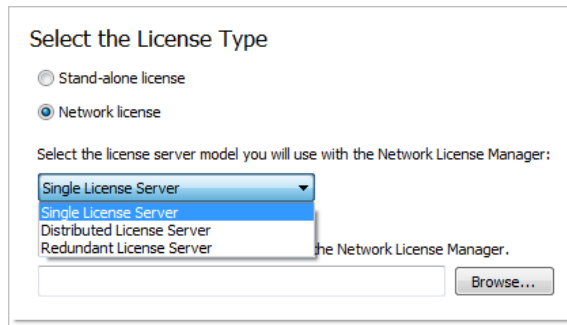 Select the License Type
Stand-alone license
Network license
Select the license server model you will use with the Network License Manager:
Single License Server
Single License Server
Distributed License Server
Redundant License Server
the Network License Manager.
Browse...